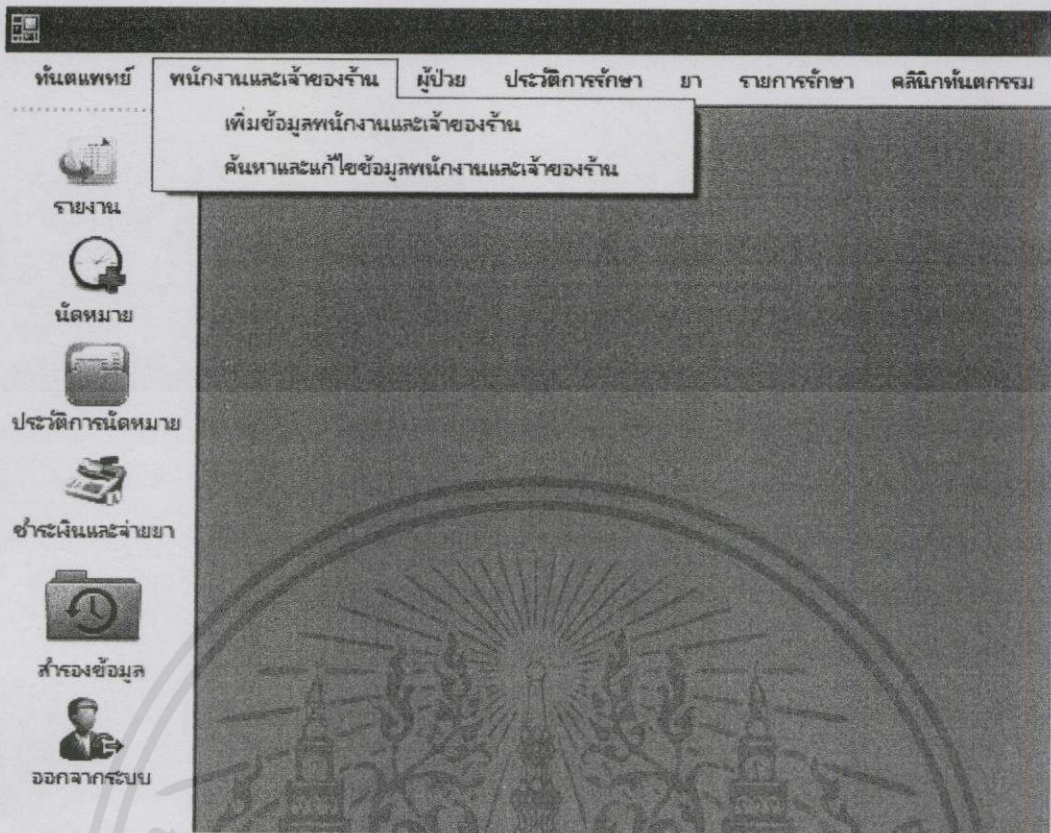 ทันตแพทย์ พนักงานและเจ้าของร้าน ผู้ป่วย ประวัติการรักษา ยา รายการรักษา คลินิกทันตกรรม
เพิ่มข้อมูลพนักงานและเจ้าของร้าน
ค้นหาและแก้ไขข้อมูลพนักงานและเจ้าของร้าน
รายงาน
นัดหมาย
ประวัติการนัดหมาย
ชำระเงินและจ่ายยา
สำรองข้อมูล
ออกจากระบบ